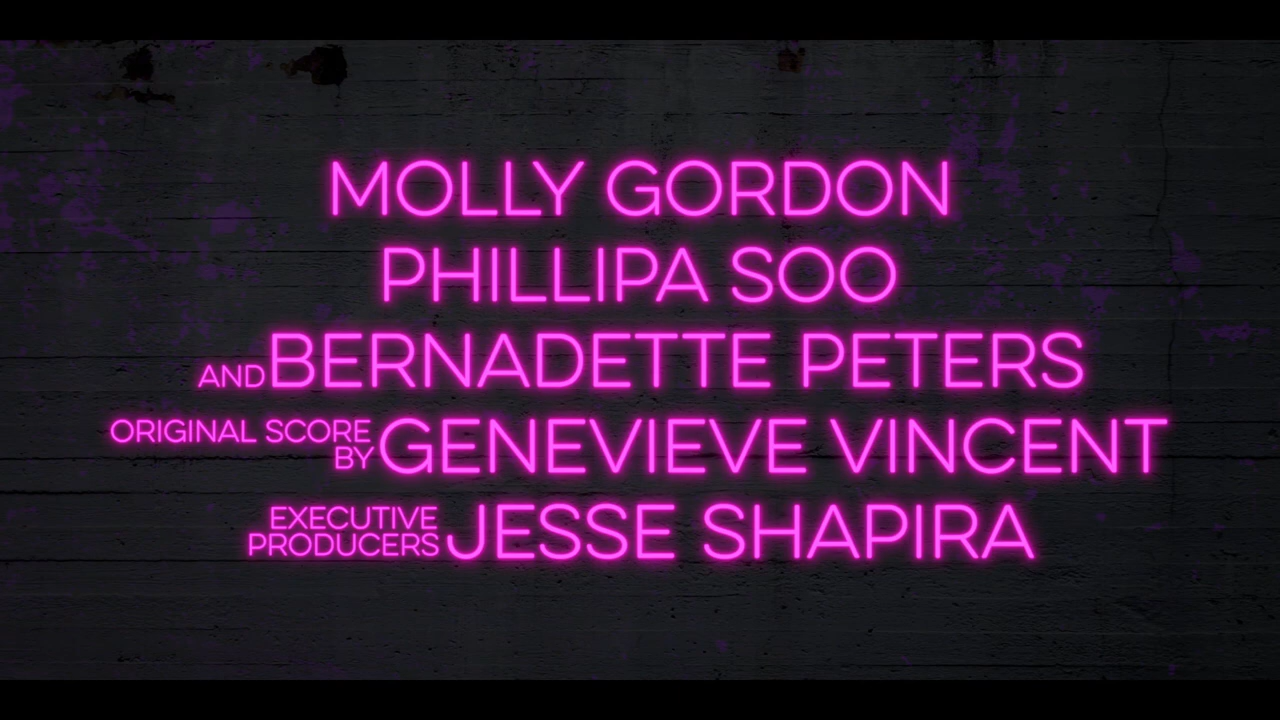 MOLLY GORDON
PHILLIPA SOO
AND BERNADETTE PETERS
ORIGINAL SCORE BY GENEVIEVE VINCENT
EXECUTIVE PRODUCERS JESSE SHAPIRA